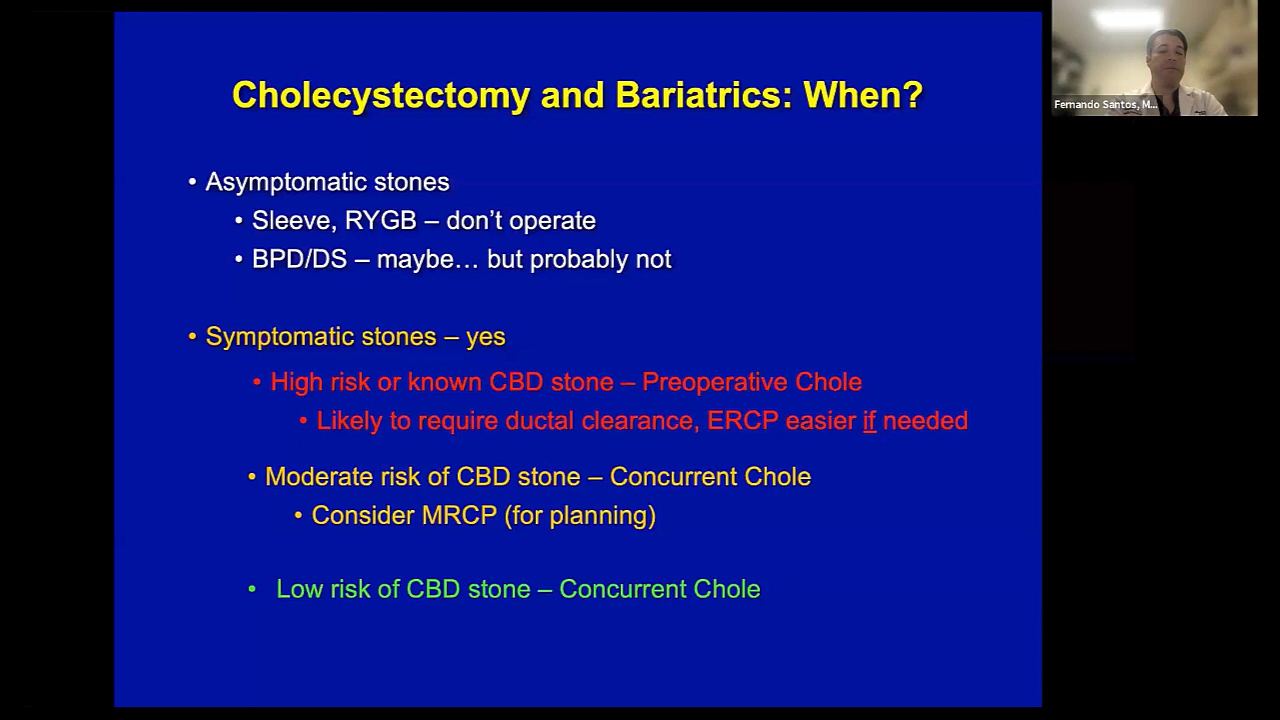 Cholecystectomy and Bariatrics: When?
• Asymptomatic stones
• Sleeve, RYGB – don't operate
• BPD/DS – maybe… but probably not
• Symptomatic stones – yes
• High risk or known CBD stone – Preoperative Chole
• Likely to require ductal clearance, ERCP easier if needed
• Moderate risk of CBD stone – Concurrent Chole
• Consider MRCP (for planning)
• Low risk of CBD stone – Concurrent Chole
Fernando Santos, M...